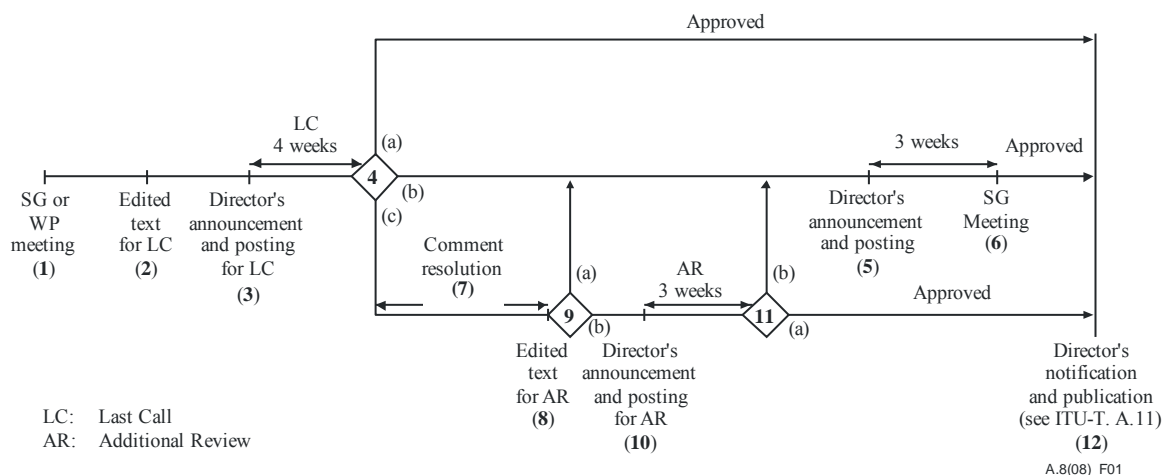 Approved
LC
4 weeks
(a)
4
(b)
(c)
3 weeks
Approved
SG or
WP
meeting
(1)
Edited
text
for LC
(2)
Director's
announcement
and posting
for LC
(3)
Director's
announcement
and posting
(5)
SG
Meeting
(6)
Comment
resolution
(7)
(a)
9
(b)
AR
3 weeks
(b)
11
(a)
Approved
Edited
text
for AR
(8)
Director's
announcement
and posting
for AR
(10)
Director's
notification
and publication
(see ITU-T. A.11)
(12)
LC: Last Call
AR: Additional Review
A.8(08)_F01